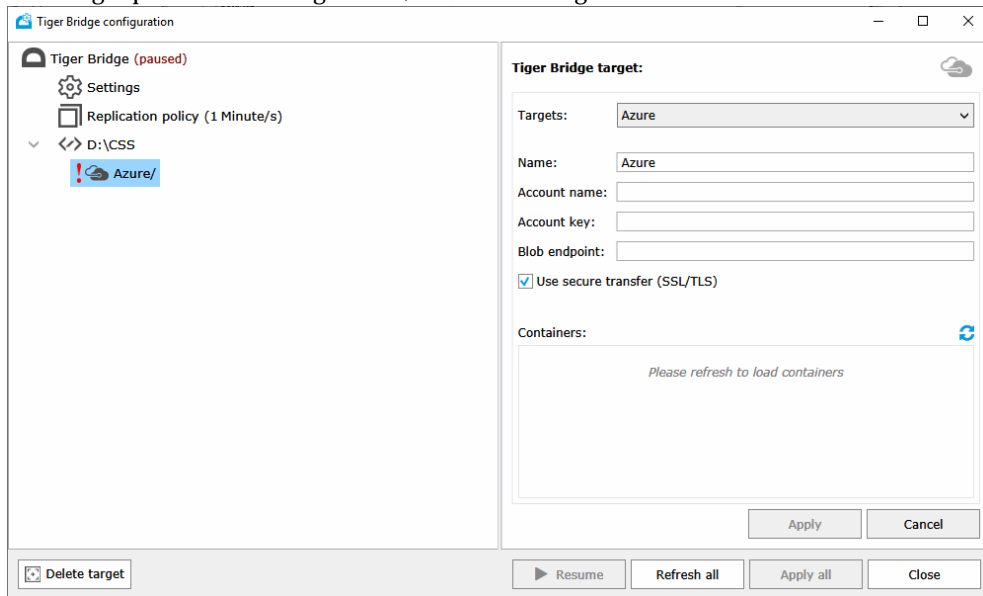 Tiger Bridge configuration
Tiger Bridge (paused)
Settings
Replication policy (1 Minute/s)
D:\CSS
Azure/
Tiger Bridge target:
Targets: Azure
Name: Azure
Account name:
Account key:
Blob endpoint:
Use secure transfer (SSL/TLS)
Containers:
Please refresh to load containers
Apply Cancel
Delete target Resume Refresh all Apply all Close